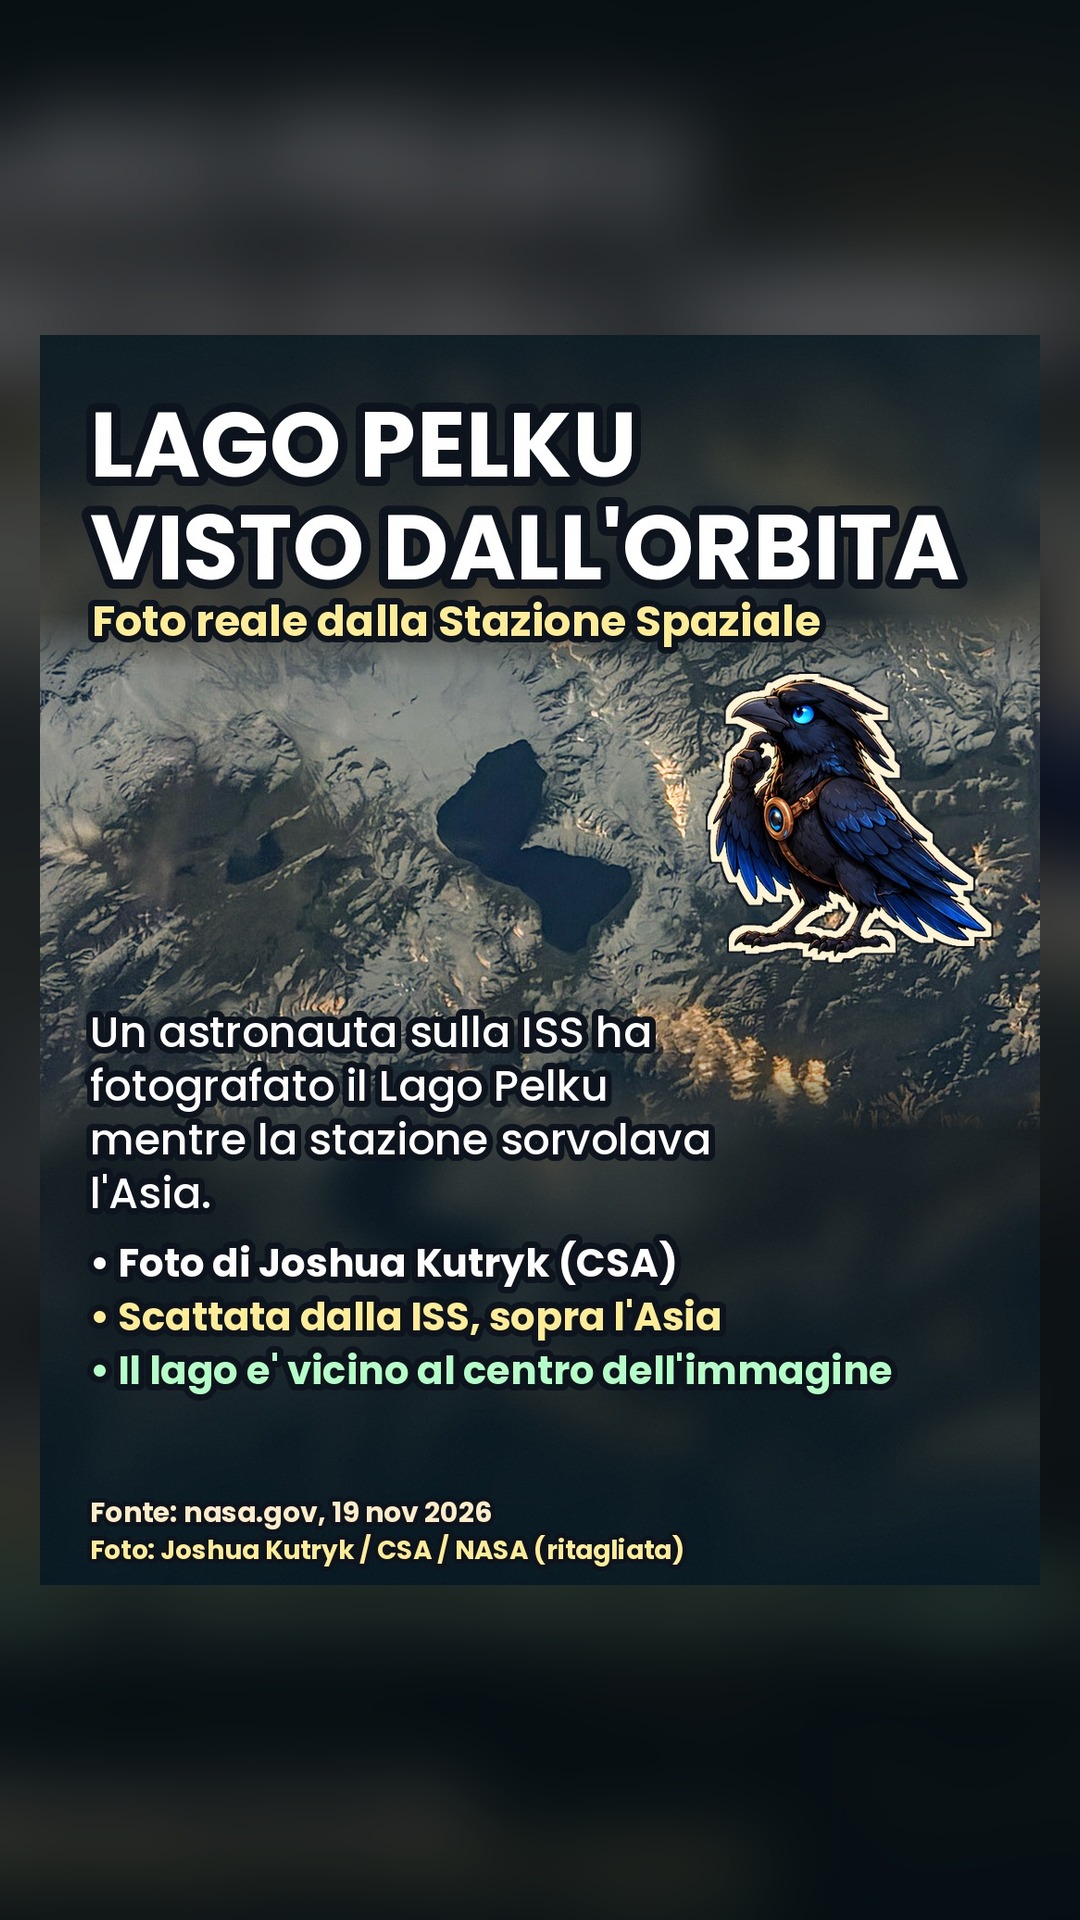 LAGO PELKU
VISTO DALL'ORBITA
Foto reale dalla Stazione Spaziale
Un astronauta sulla ISS ha
fotografato il Lago Pelku
mentre la stazione sorvolava
l'Asia.
• Foto di Joshua Kutryk (CSA)
• Scattata dalla ISS, sopra l'Asia
• Il lago e' vicino al centro dell'immagine
Fonte: nasa.gov, 19 nov 2026
Foto: Joshua Kutryk / CSA / NASA (ritagliata)